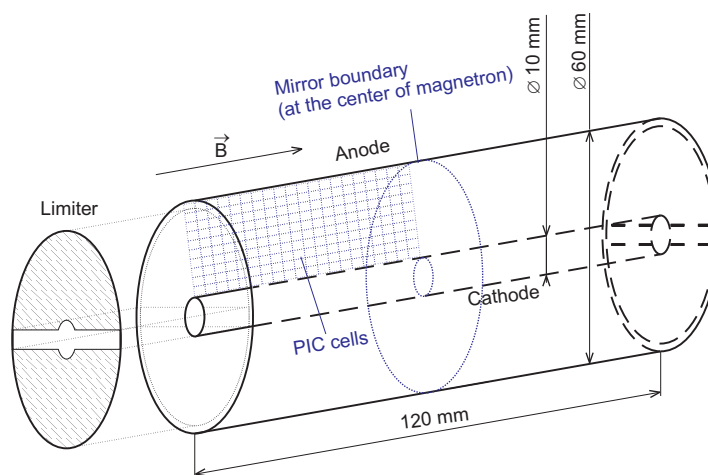 Mirror boundary
(at the center of magnetron)
⌀ 10 mm
⌀ 60 mm
B
Anode
Limiter
Cathode
PIC cells
120 mm